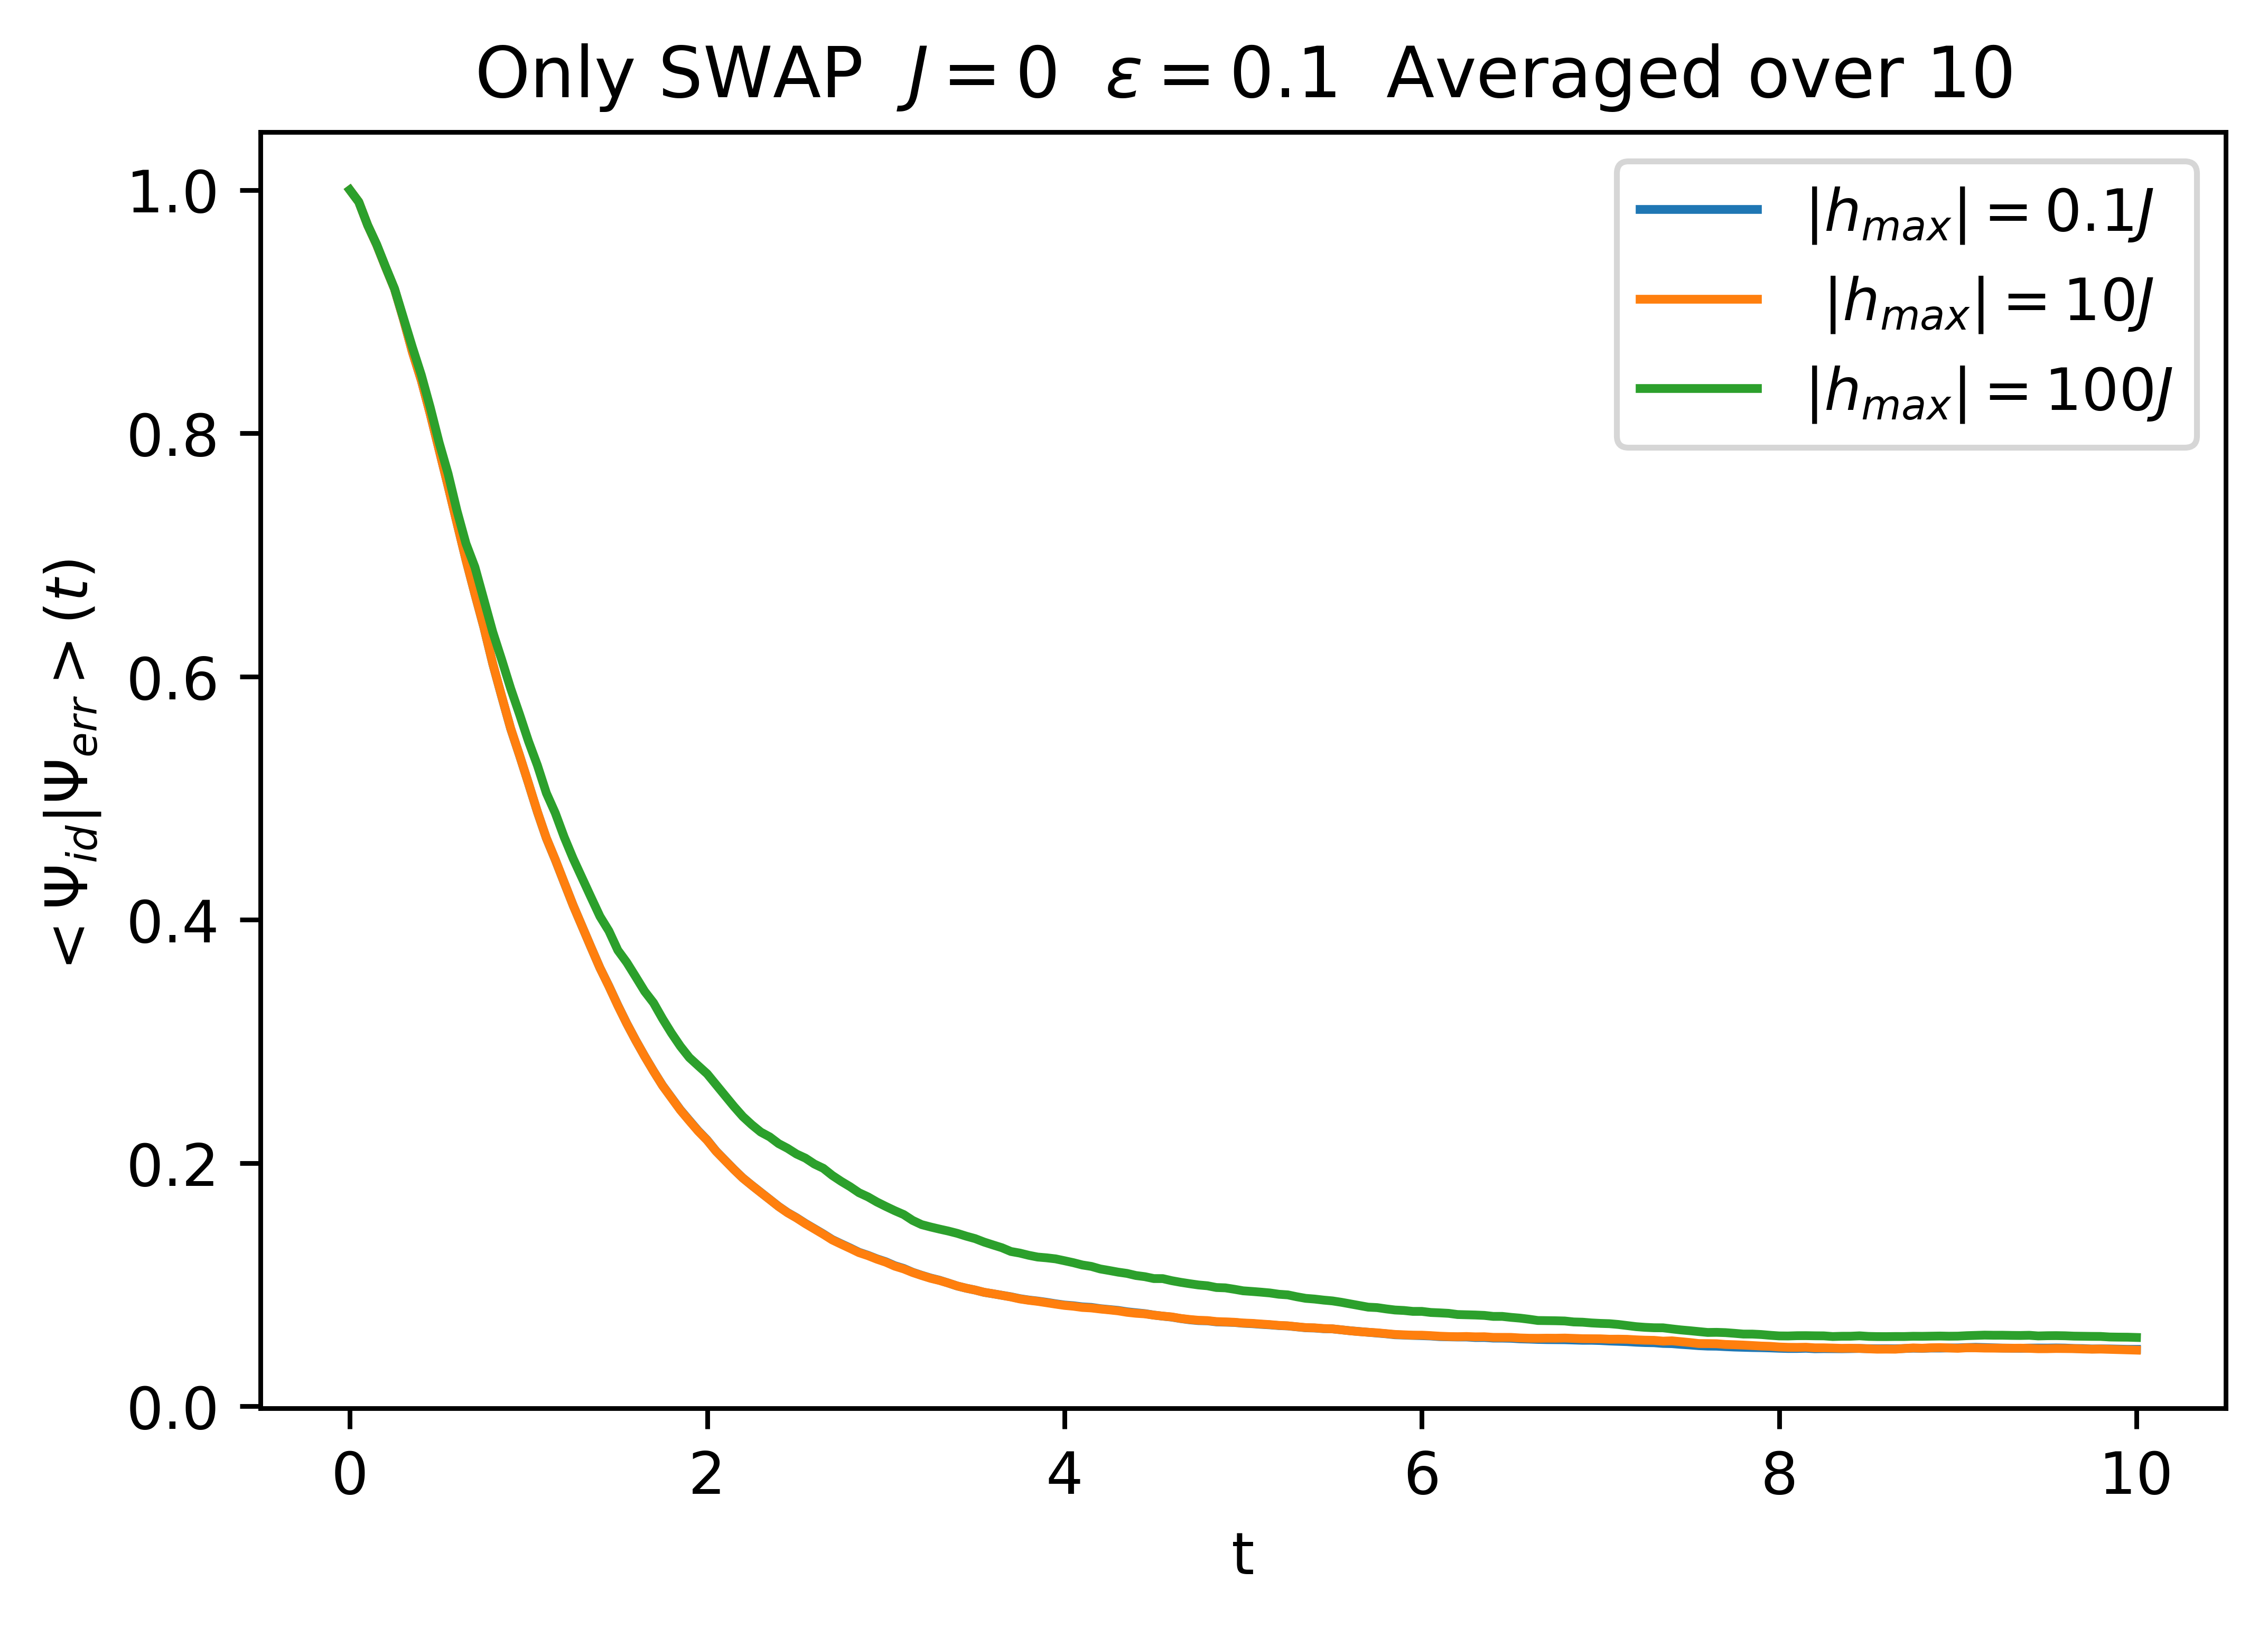 Only SWAP J = 0 ε = 0.1 Averaged over 10
|h_max| = 0.1J
|h_max| = 10J
|h_max| = 100J
<Ψ_id|Ψ_err>(t)
1.0
0.8
0.6
0.4
0.2
0.0
0 2 4 6 8 10
t